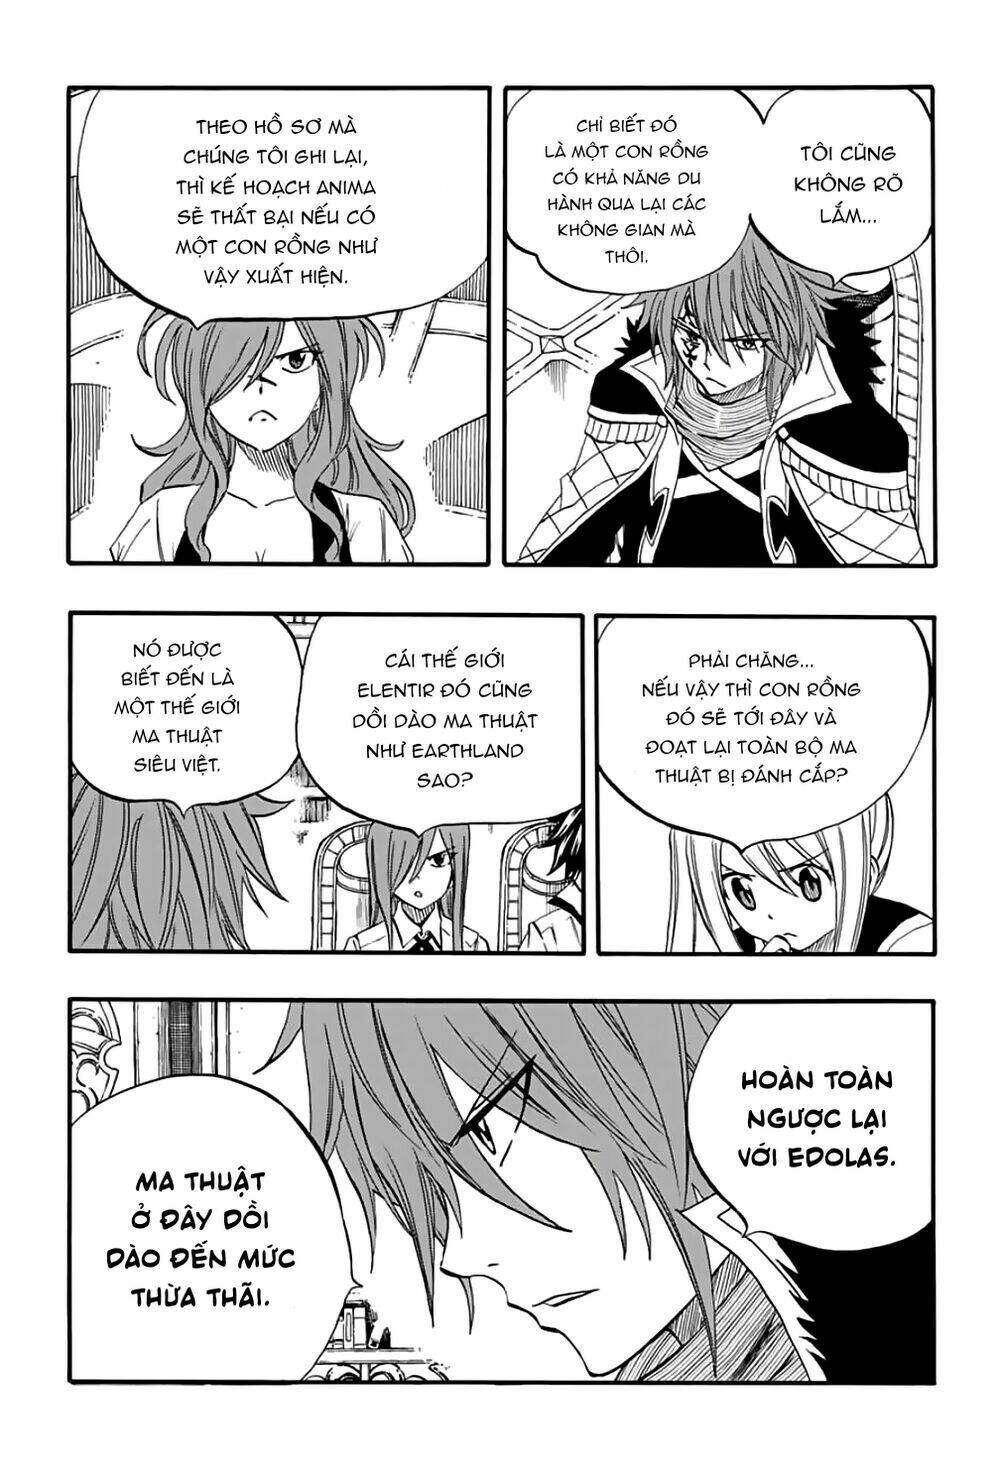 TÔI CŨNG
KHÔNG RÕ
LẮM...
CHỈ BIẾT ĐÓ
LÀ MỘT CON RỒNG
CÓ KHẢ NĂNG DU
HÀNH QUA LẠI CÁC
KHÔNG GIAN MÀ
THÔI.
THEO HỒ SƠ MÀ
CHÚNG TÔI GHI LẠI,
THÌ KẾ HOẠCH ANIMA
SẼ THẤT BẠI NẾU CÓ
MỘT CON RỒNG NHƯ
VẬY XUẤT HIỆN.
PHẢI CHĂNG...
NẾU VẬY THÌ CON RỒNG
ĐÓ SẼ TỚI ĐÂY VÀ
ĐOẠT LẠI TOÀN BỘ MA
THUẬT BỊ ĐÁNH CẮP?
CÁI THẾ GIỚI
ELENTIR ĐÓ CŨNG
DỒI DÀO MA THUẬT
NHƯ EARTHLAND
SAO?
NÓ ĐƯỢC
BIẾT ĐẾN LÀ
MỘT THẾ GIỚI
MA THUẬT
SIÊU VIỆT.
HOÀN TOÀN
NGƯỢC LẠI
VỚI EDOLAS.
MA THUẬT
Ở ĐÂY DỒI
DÀO ĐẾN MỨC
THỪA THÃI.